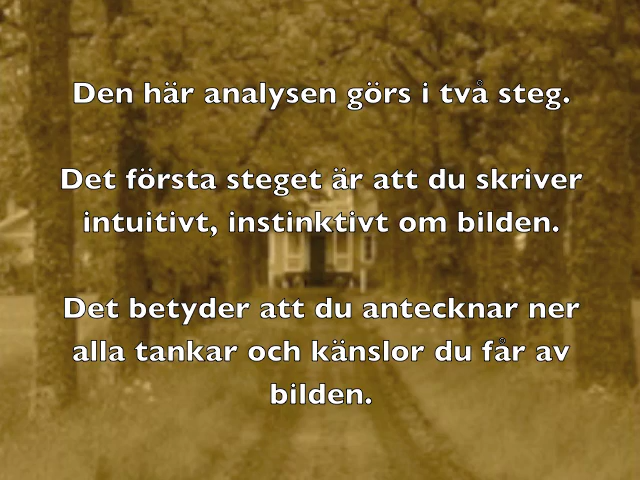 Den här analysen görs i två steg.
Det första steget är att du skriver
intuitivt, instinktivt om bilden.
Det betyder att du antecknar ner
alla tankar och känslor du får av
bilden.